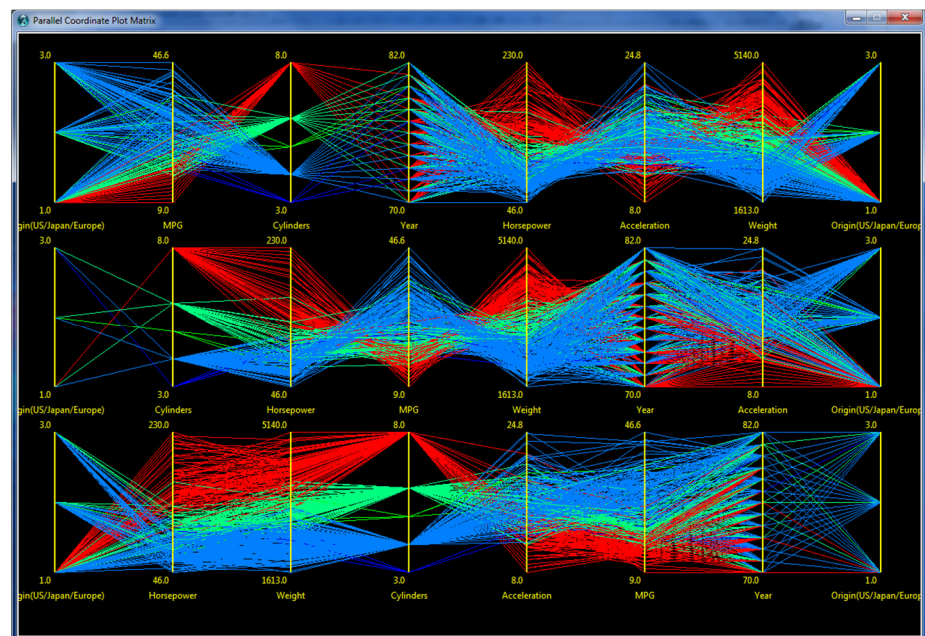 Parallel Coordinate Plot Matrix
3.0 46.6 8.0 82.0 230.0 24.8 5140.0 3.0
1.0 9.0 3.0 70.0 46.0 8.0 1613.0 1.0
gin(US/Japan/Europe) MPG Cylinders Year Horsepower Acceleration Weight Origin(US/Japan/Europ
3.0 8.0 230.0 46.6 5140.0 82.0 24.8 3.0
1.0 3.0 46.0 9.0 1613.0 70.0 8.0 1.0
gin(US/Japan/Europe) Cylinders Horsepower MPG Weight Year Acceleration Origin(US/Japan/Europ
3.0 230.0 5140.0 8.0 24.8 46.6 82.0 3.0
1.0 46.0 1613.0 3.0 8.0 9.0 70.0 1.0
gin(US/Japan/Europe) Horsepower Weight Cylinders Acceleration MPG Year Origin(US/Japan/Europ